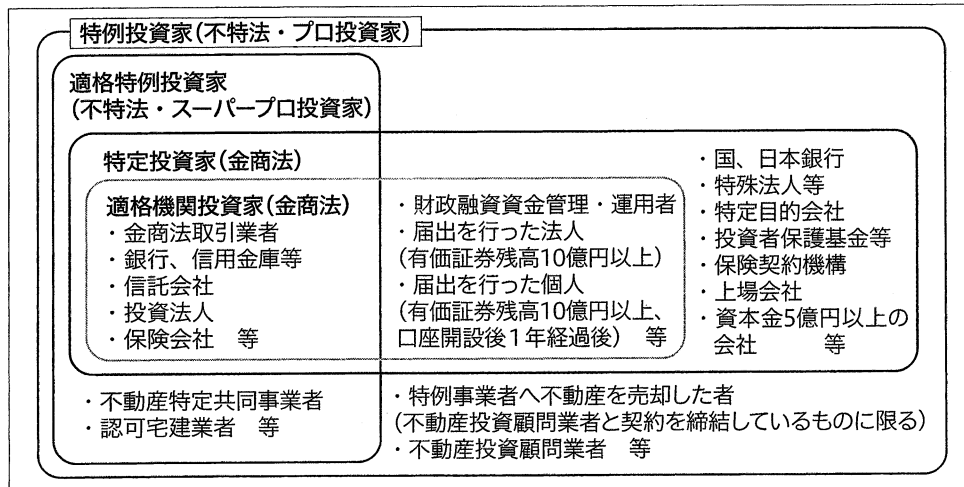 特例投資家(不特法・プロ投資家)
適格特例投資家
(不特法・スーパープロ投資家)
特定投資家(金商法)
適格機関投資家(金商法)
・金商法取引業者
・銀行、信用金庫等
・信託会社
・投資法人
・保険会社 等
・財政融資資金管理・運用者
・届出を行った法人
(有価証券残高10億円以上)
・届出を行った個人
(有価証券残高10億円以上、
口座開設後1年経過後) 等
・国、日本銀行
・特殊法人等
・特定目的会社
・投資者保護基金等
・保険契約機構
・上場会社
・資本金5億円以上の
会社 等
・不動産特定共同事業者
・認可宅建業者 等
・特例事業者へ不動産を売却した者
(不動産投資顧問業者と契約を締結しているものに限る)
・不動産投資顧問業者 等